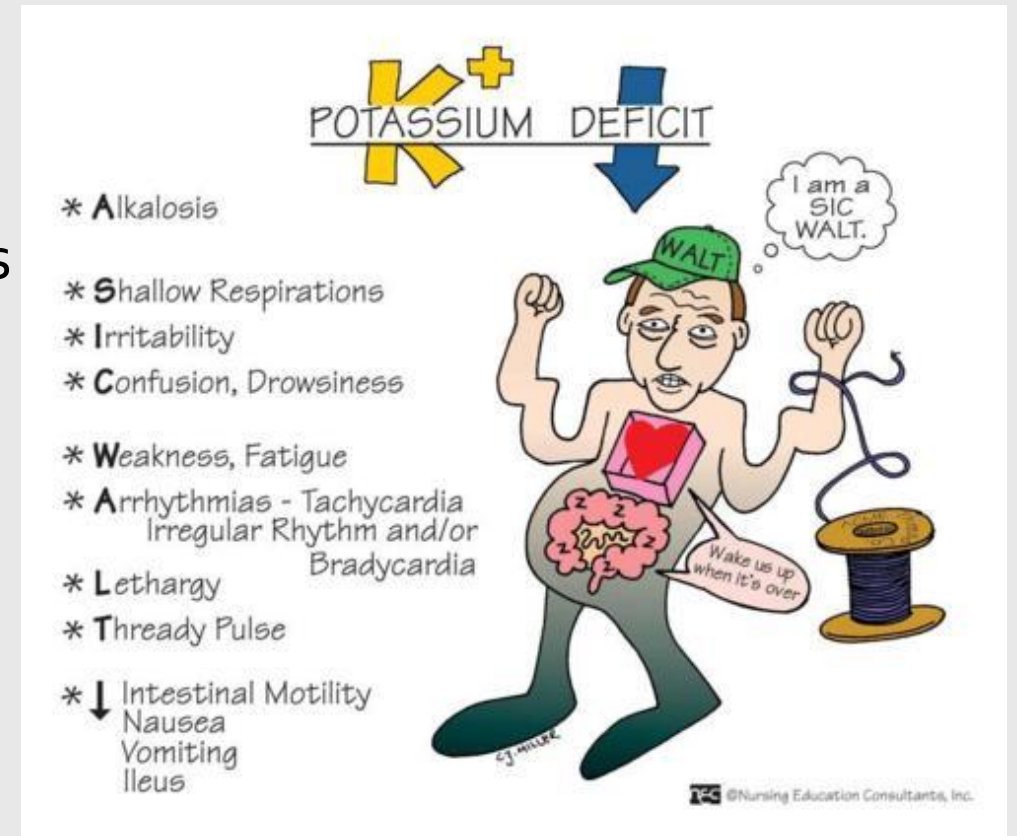 K+
POTASSIUM DEFICIT
I am a
SIC
WALT.
WALT
* Alkalosis
s
* Shallow Respirations
* Irritability
* Confusion, Drowsiness
* Weakness, Fatigue
* Arrhythmias - Tachycardia
Irregular Rhythm and/or
Bradycardia
* Lethargy
* Thready Pulse
* ↓ Intestinal Motility
Nausea
Vomiting
Ileus
z z
z z
Wake us up
when it's over
C.J. MILLER
NEC ©Nursing Education Consultants, Inc.